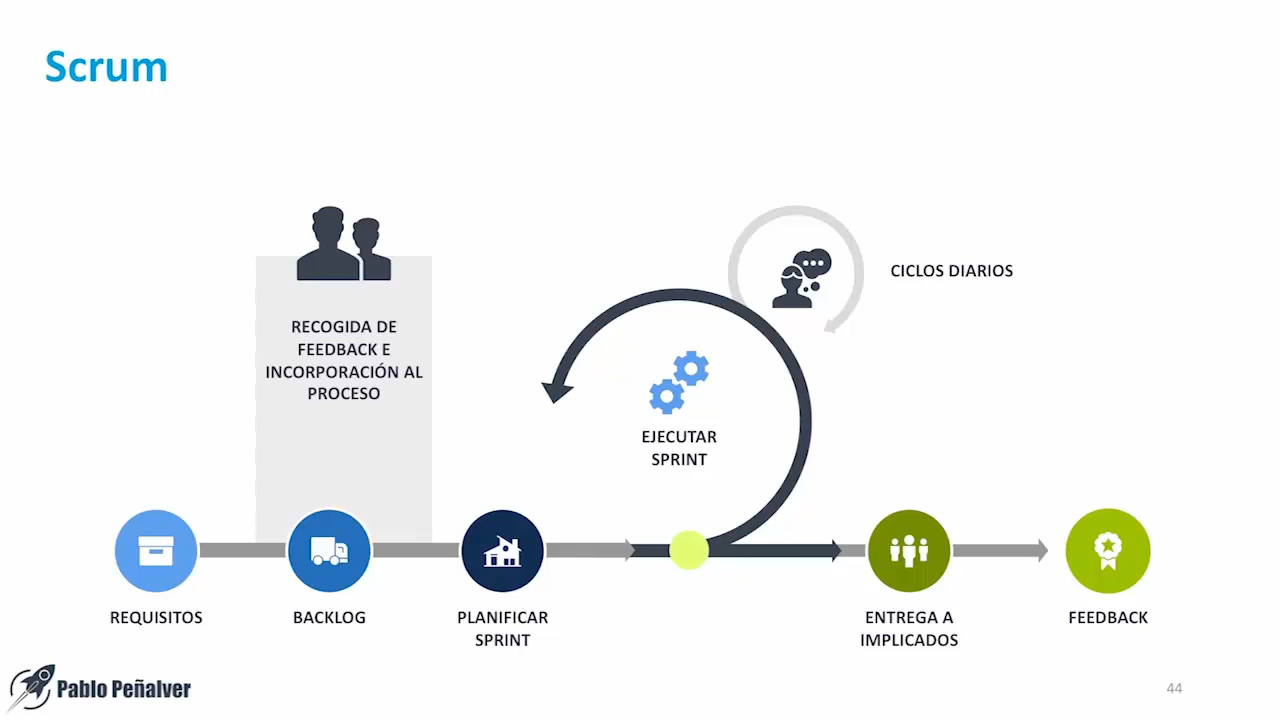 Scrum
CICLOS DIARIOS
RECOGIDA DE
FEEDBACK E
INCORPORACIÓN AL
PROCESO
EJECUTAR
SPRINT
REQUISITOS
BACKLOG
PLANIFICAR
SPRINT
ENTREGA A
IMPLICADOS
FEEDBACK
Pablo Peñalver
44